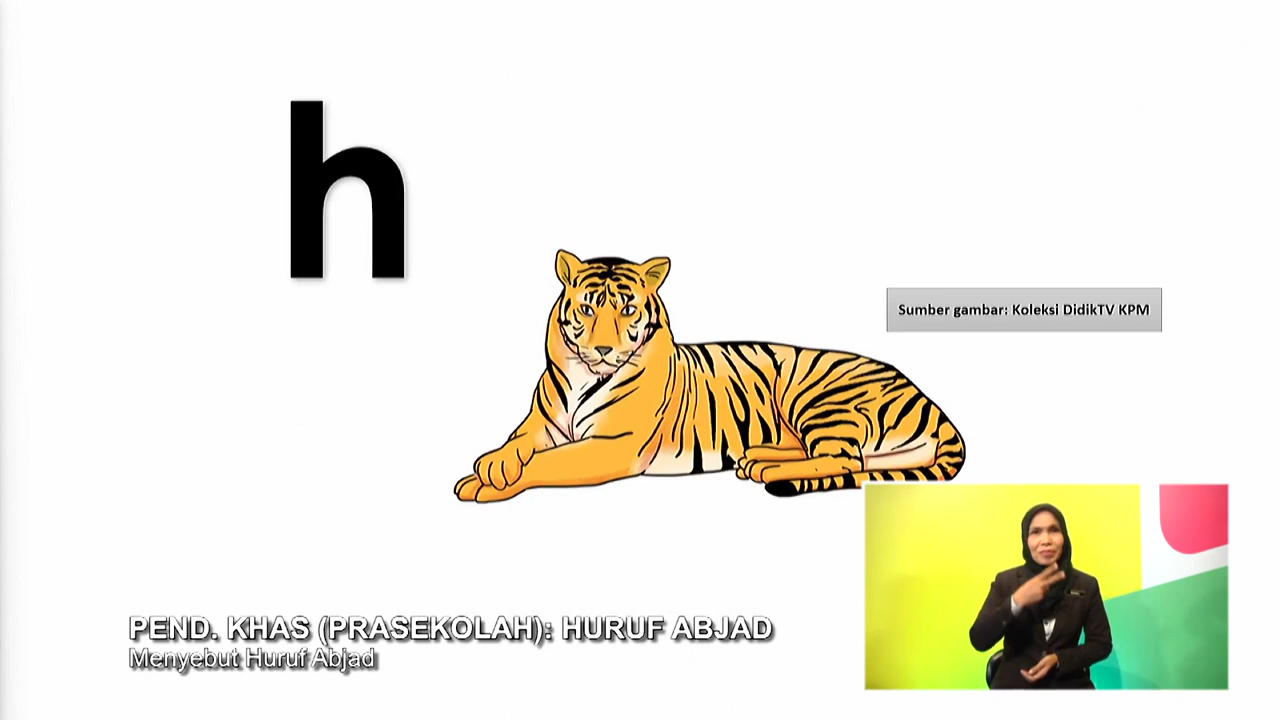 h
Sumber gambar: Koleksi DidikTV KPM
PEND. KHAS (PRASEKOLAH): HURUF ABJAD
Menyebut Huruf Abjad